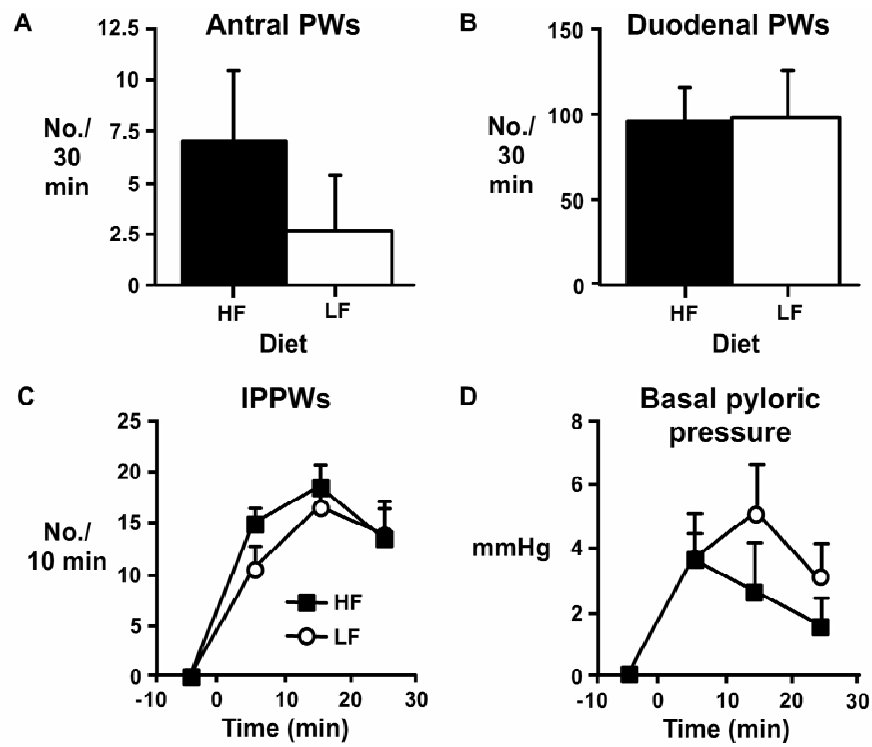 A
Antral PWs
12.5
10
7.5
5
2.5
0
No./
30
min
HF
LF
Diet
B
Duodenal PWs
150
100
50
0
No./
30
min
HF
LF
Diet
C
IPPWs
25
20
15
10
5
0
No./
10 min
HF
LF
-10
0
10
20
30
Time (min)
D
Basal pyloric
pressure
8
6
4
2
0
mmHg
-10
0
10
20
30
Time (min)